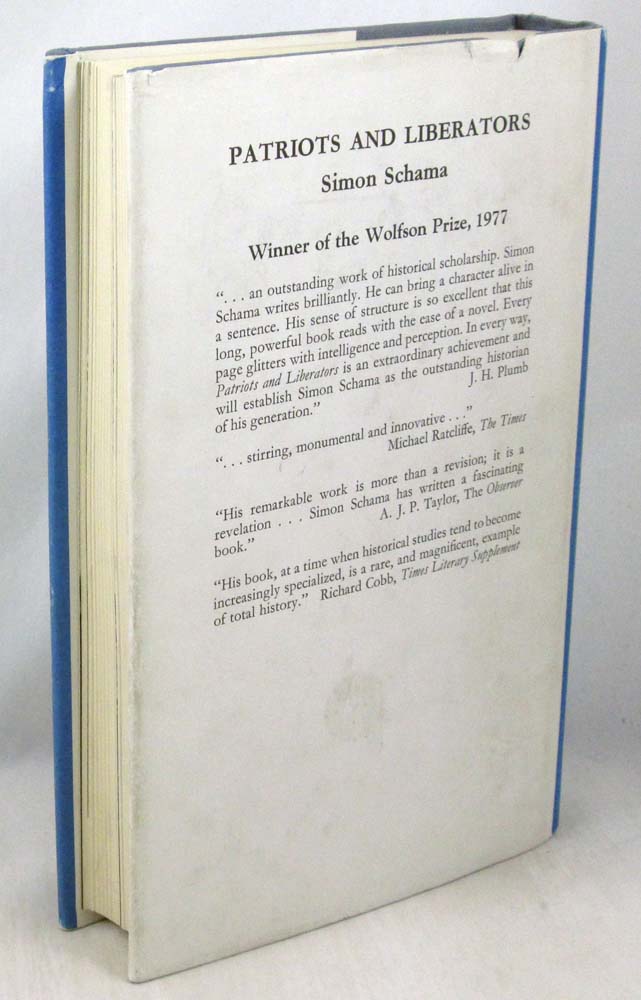 PATRIOTS AND LIBERATORS
Simon Schama
Winner of the Wolfson Prize, 1977
". . . an outstanding work of historical scholarship. Simon
Schama writes brilliantly. He can bring a character alive in
a sentence. His sense of structure is so excellent that this
long, powerful book reads with the ease of a novel. Every
page glitters with intelligence and perception. In every way,
Patriots and Liberators is an extraordinary achievement and
will establish Simon Schama as the outstanding historian
of his generation."
J. H. Plumb
". . . stirring, monumental and innovative . . ."
Michael Ratcliffe, The Times
"His remarkable work is more than a revision; it is a
revelation . . . Simon Schama has written a fascinating
book."
A. J. P. Taylor, The Observer
"His book, at a time when historical studies tend to become
increasingly specialized, is a rare, and magnificent, example
of total history." Richard Cobb, Times Literary Supplement